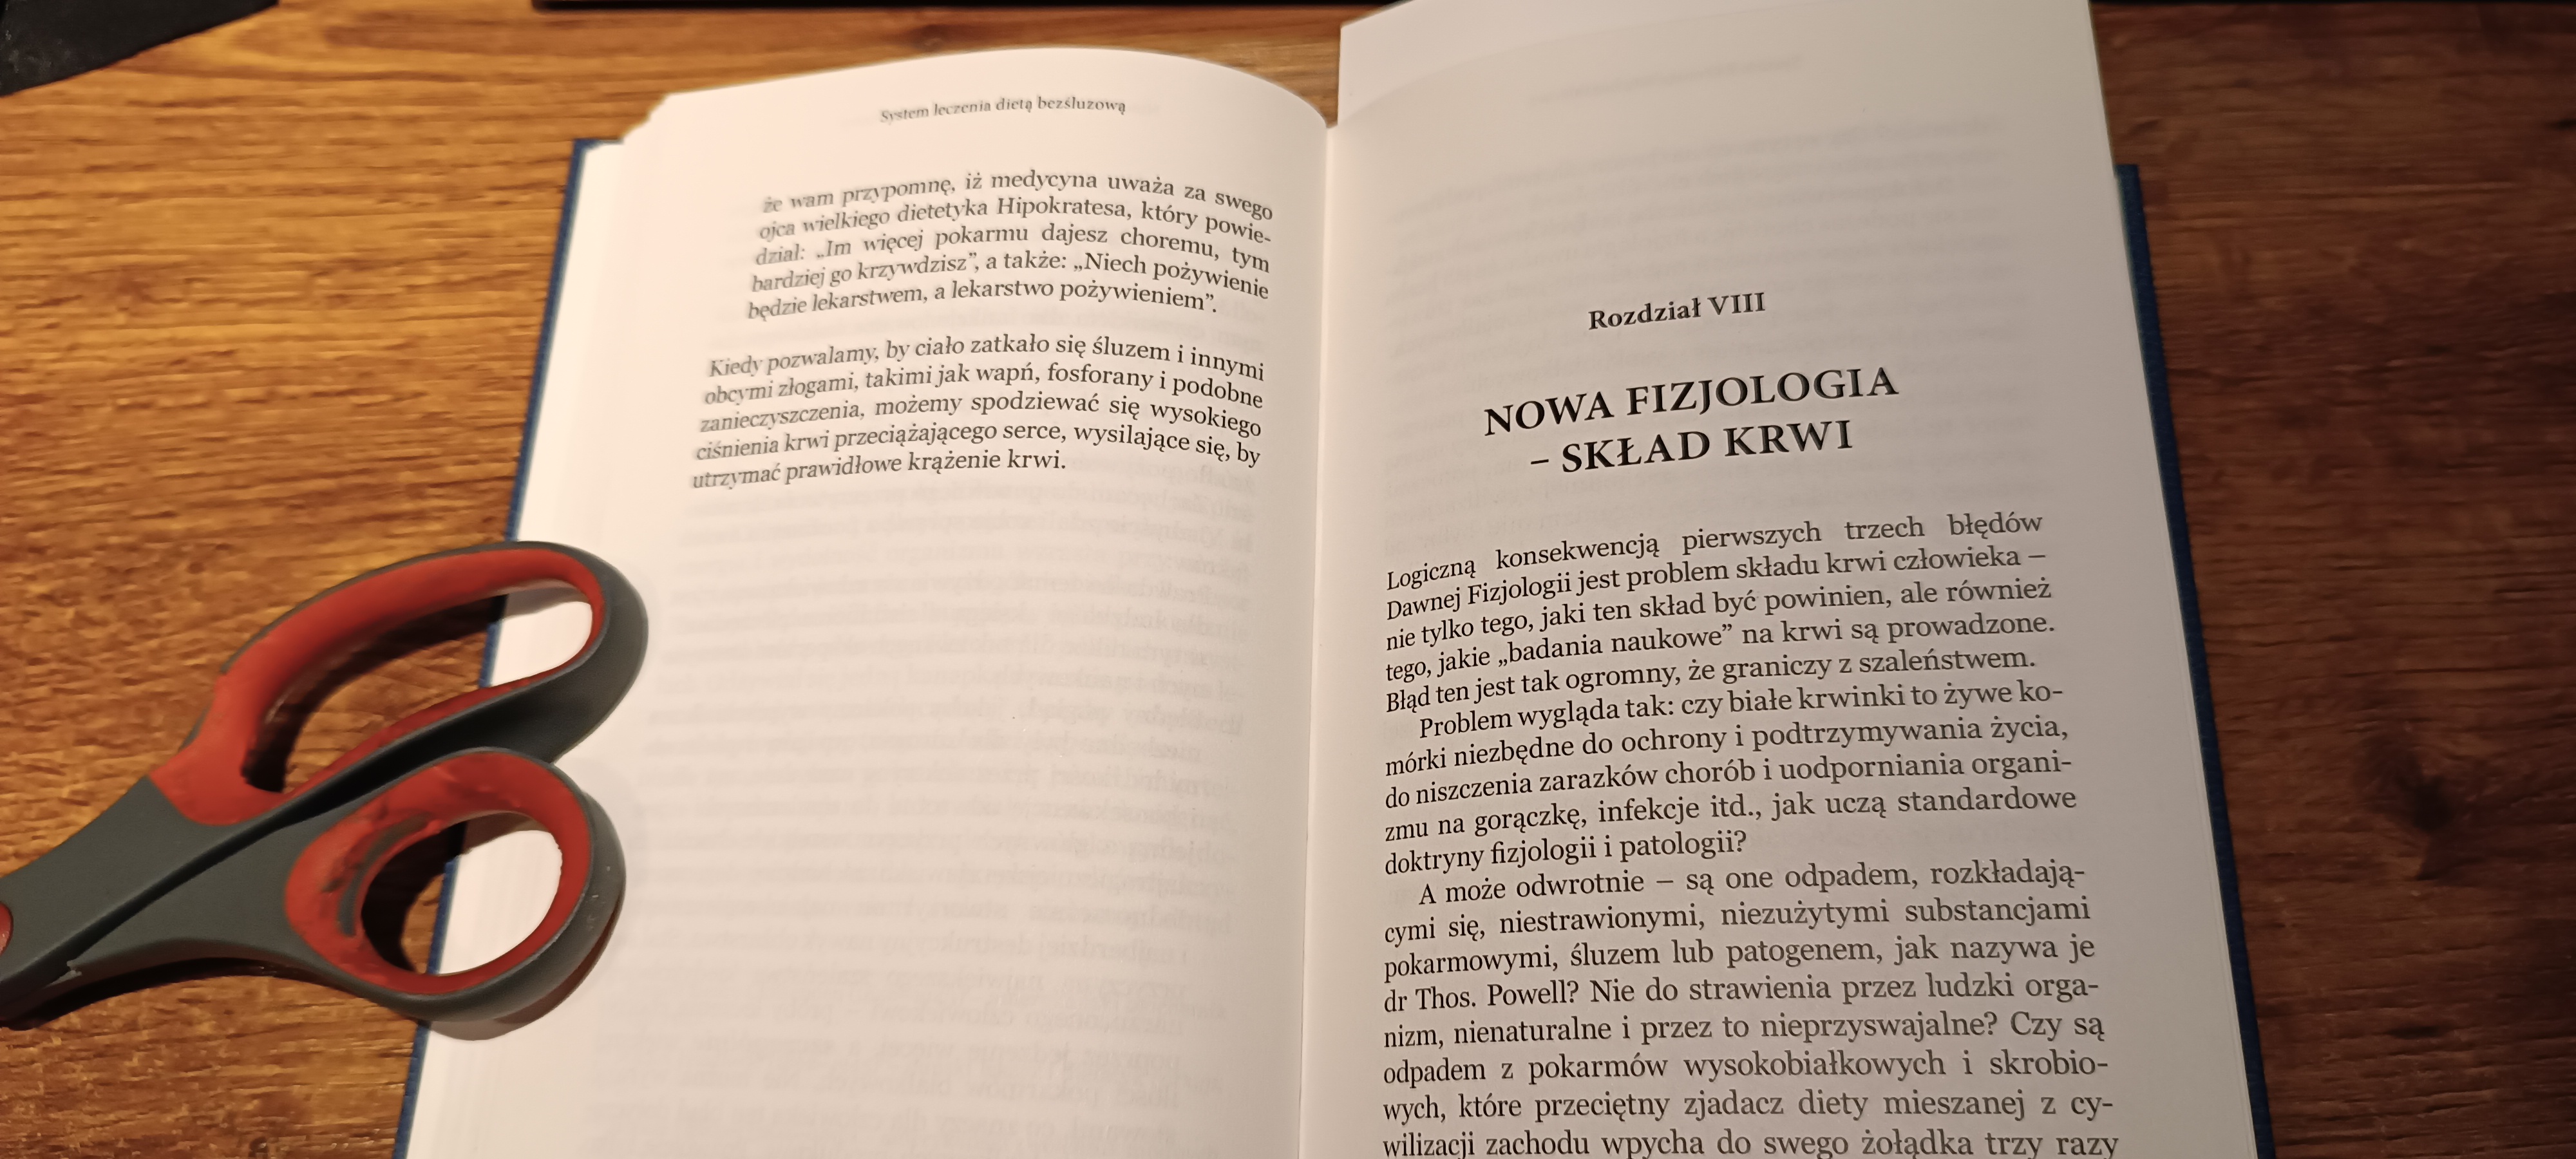 System leczenia dietą bezśluzową
że wam przypomnę, iż medycyna uważa za swego
ojca wielkiego dietetyka Hipokratesa, który powie-
dział: „Im więcej pokarmu dajesz choremu, tym
bardziej go krzywdzisz”, a także: „Niech pożywienie
będzie lekarstwem, a lekarstwo pożywieniem”.
Kiedy pozwalamy, by ciało zatkało się śluzem i innymi
obcymi złogami, takimi jak wapń, fosforany i podobne
zanieczyszczenia, możemy spodziewać się wysokiego
ciśnienia krwi przeciążającego serce, wysilające się, by
utrzymać prawidłowe krążenie krwi.
Rozdział VIII
NOWA FIZJOLOGIA
– SKŁAD KRWI
Logiczną konsekwencją pierwszych trzech błędów
Dawnej Fizjologii jest problem składu krwi człowieka –
nie tylko tego, jaki ten skład być powinien, ale również
tego, jakie „badania naukowe” na krwi są prowadzone.
Błąd ten jest tak ogromny, że graniczy z szaleństwem.
Problem wygląda tak: czy białe krwinki to żywe ko-
mórki niezbędne do ochrony i podtrzymywania życia,
do niszczenia zarazków chorób i uodporniania organi-
zmu na gorączkę, infekcje itd., jak uczą standardowe
doktryny fizjologii i patologii?
A może odwrotnie – są one odpadem, rozkładają-
cymi się, niestrawionymi, niezużytymi substancjami
pokarmowymi, śluzem lub patogenem, jak nazywa je
dr Thos. Powell? Nie do strawienia przez ludzki orga-
nizm, nienaturalne i przez to nieprzyswajalne? Czy są
odpadem z pokarmów wysokobiałkowych i skrobio-
wych, które przeciętny zjadacz diety mieszanej z cy-
wilizacji zachodu wpycha do swego żołądka trzy razy